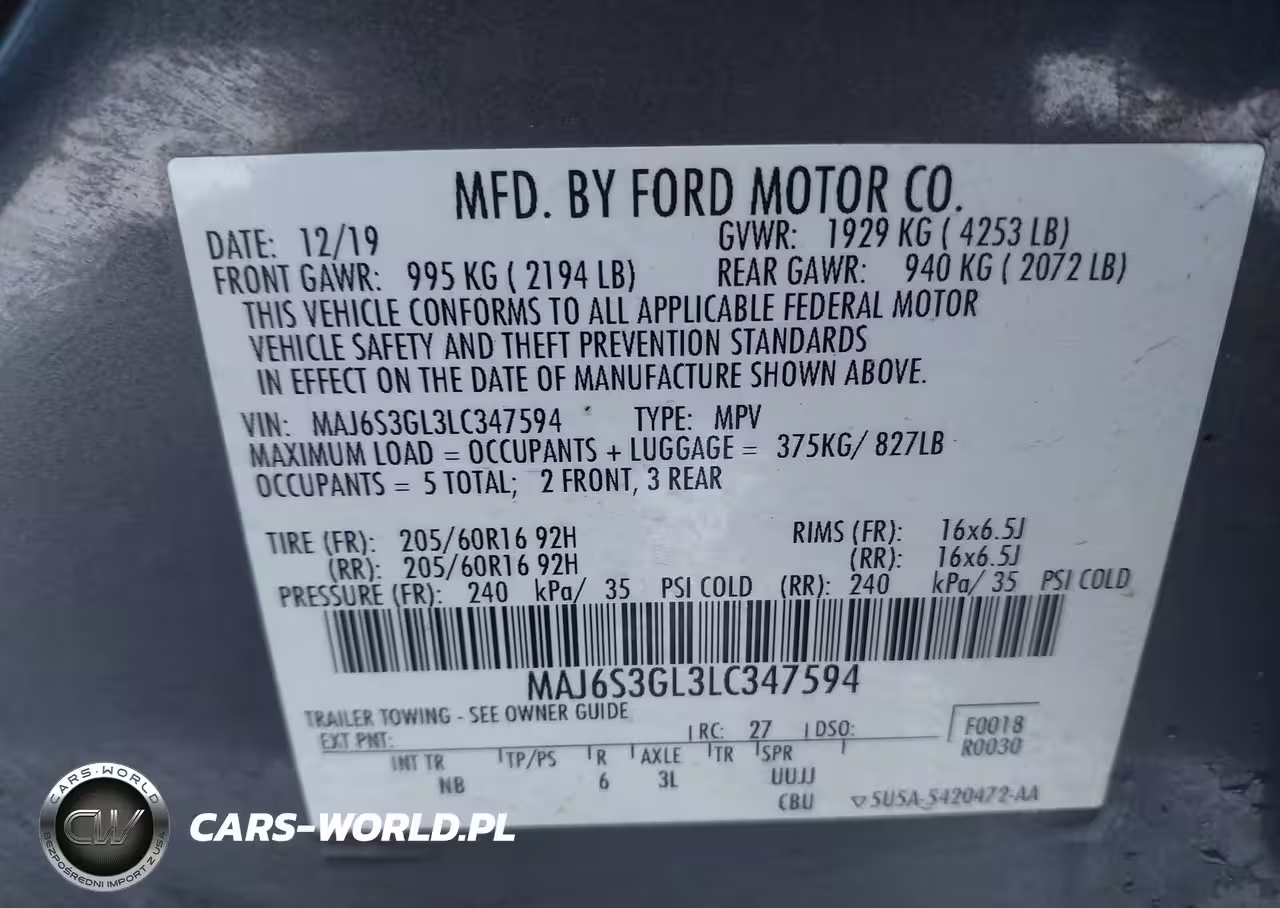 MFD. BY FORD MOTOR CO.
DATE: 12/19 GVWR: 1929 KG ( 4253 LB)
FRONT GAWR: 995 KG ( 2194 LB) REAR GAWR: 940 KG ( 2072 LB)
THIS VEHICLE CONFORMS TO ALL APPLICABLE FEDERAL MOTOR
VEHICLE SAFETY AND THEFT PREVENTION STANDARDS
IN EFFECT ON THE DATE OF MANUFACTURE SHOWN ABOVE.
VIN: MAJ6S3GL3LC347594 TYPE: MPV
MAXIMUM LOAD = OCCUPANTS + LUGGAGE = 375KG/ 827LB
OCCUPANTS = 5 TOTAL; 2 FRONT, 3 REAR
TIRE (FR): 205/60R16 92H RIMS (FR): 16x6.5J
(RR): 205/60R16 92H (RR): 16x6.5J
PRESSURE (FR): 240 kPa/ 35 PSI COLD (RR): 240 kPa/ 35 PSI COLD
MAJ6S3GL3LC347594
TRAILER TOWING - SEE OWNER GUIDE
EXT PNT: RC: 27 DSO: F0018
R0030
INT TR TP/PS R AXLE TR SPR
NB 6 3L UUJJ
CBU 5U5A-5420472-AA
CARS-WORLD
CW
BEZPOŚREDNI IMPORT Z USA
CARS-WORLD.PL